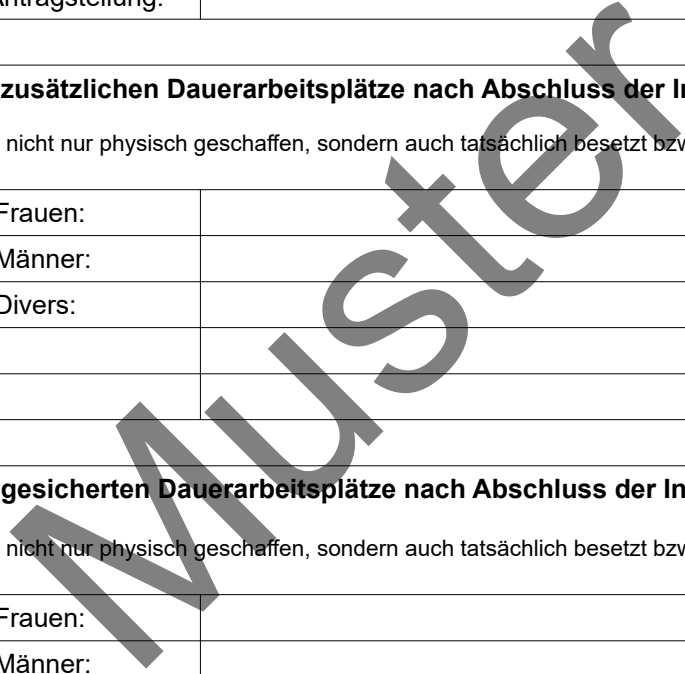 Antragstellung:
zusätzlichen Dauerarbeitsplätze nach Abschluss der
nicht nur physisch geschaffen, sondern auch tatsächlich besetzt bzw
Frauen:
Männer:
Divers:
gesicherten Dauerarbeitsplätze nach Abschluss der
nicht nur physisch geschaffen, sondern auch tatsächlich besetzt bzw
Frauen:
Männer:
Muster